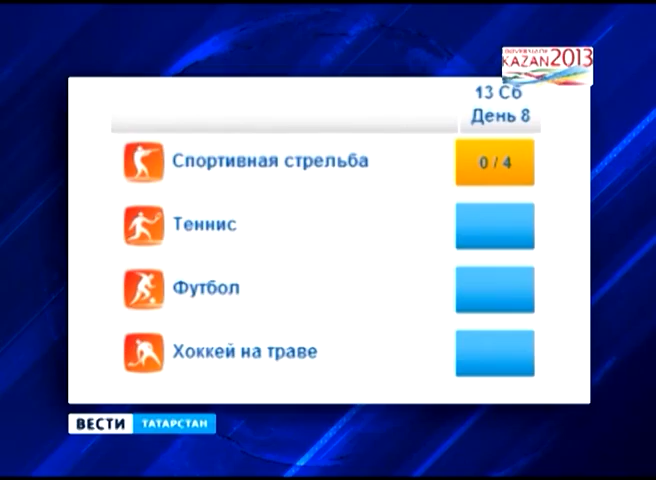 KAZAN2013
13 Сб
День 8
Спортивная стрельба
0 / 4
Теннис
Футбол
Хоккей на траве
ВЕСТИ ТАТАРСТАН